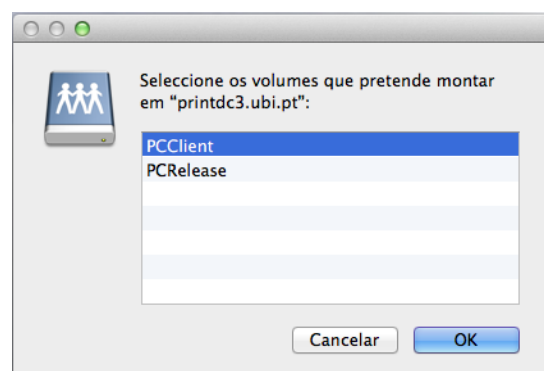 Seleccione os volumes que pretende montar
em “printdc3.ubi.pt”:
PCClient
PCRelease
Cancelar
OK